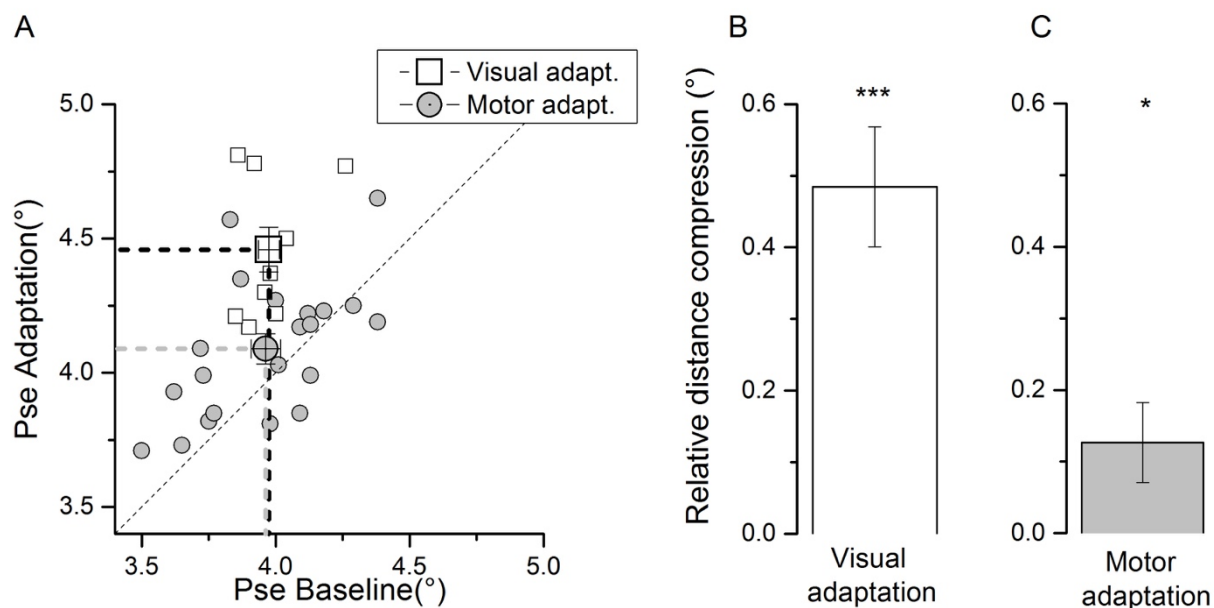 A
B
C
Visual adapt.
Motor adapt.
5.0
4.5
4.0
3.5
Pse Adaptation(°)
3.5
4.0
4.5
5.0
Pse Baseline(°)
Relative distance compression (°)
0.6
0.4
0.2
0.0
***
Visual
adaptation
0.6
0.4
0.2
0.0
*
Motor
adaptation